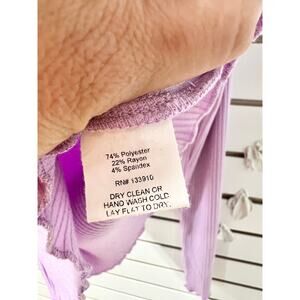 74% Polyester
22% Rayon
4% Spandex
RN# 133910
DRY CLEAN OR
HAND WASH COLD.
LAY FLAT TO DRY.